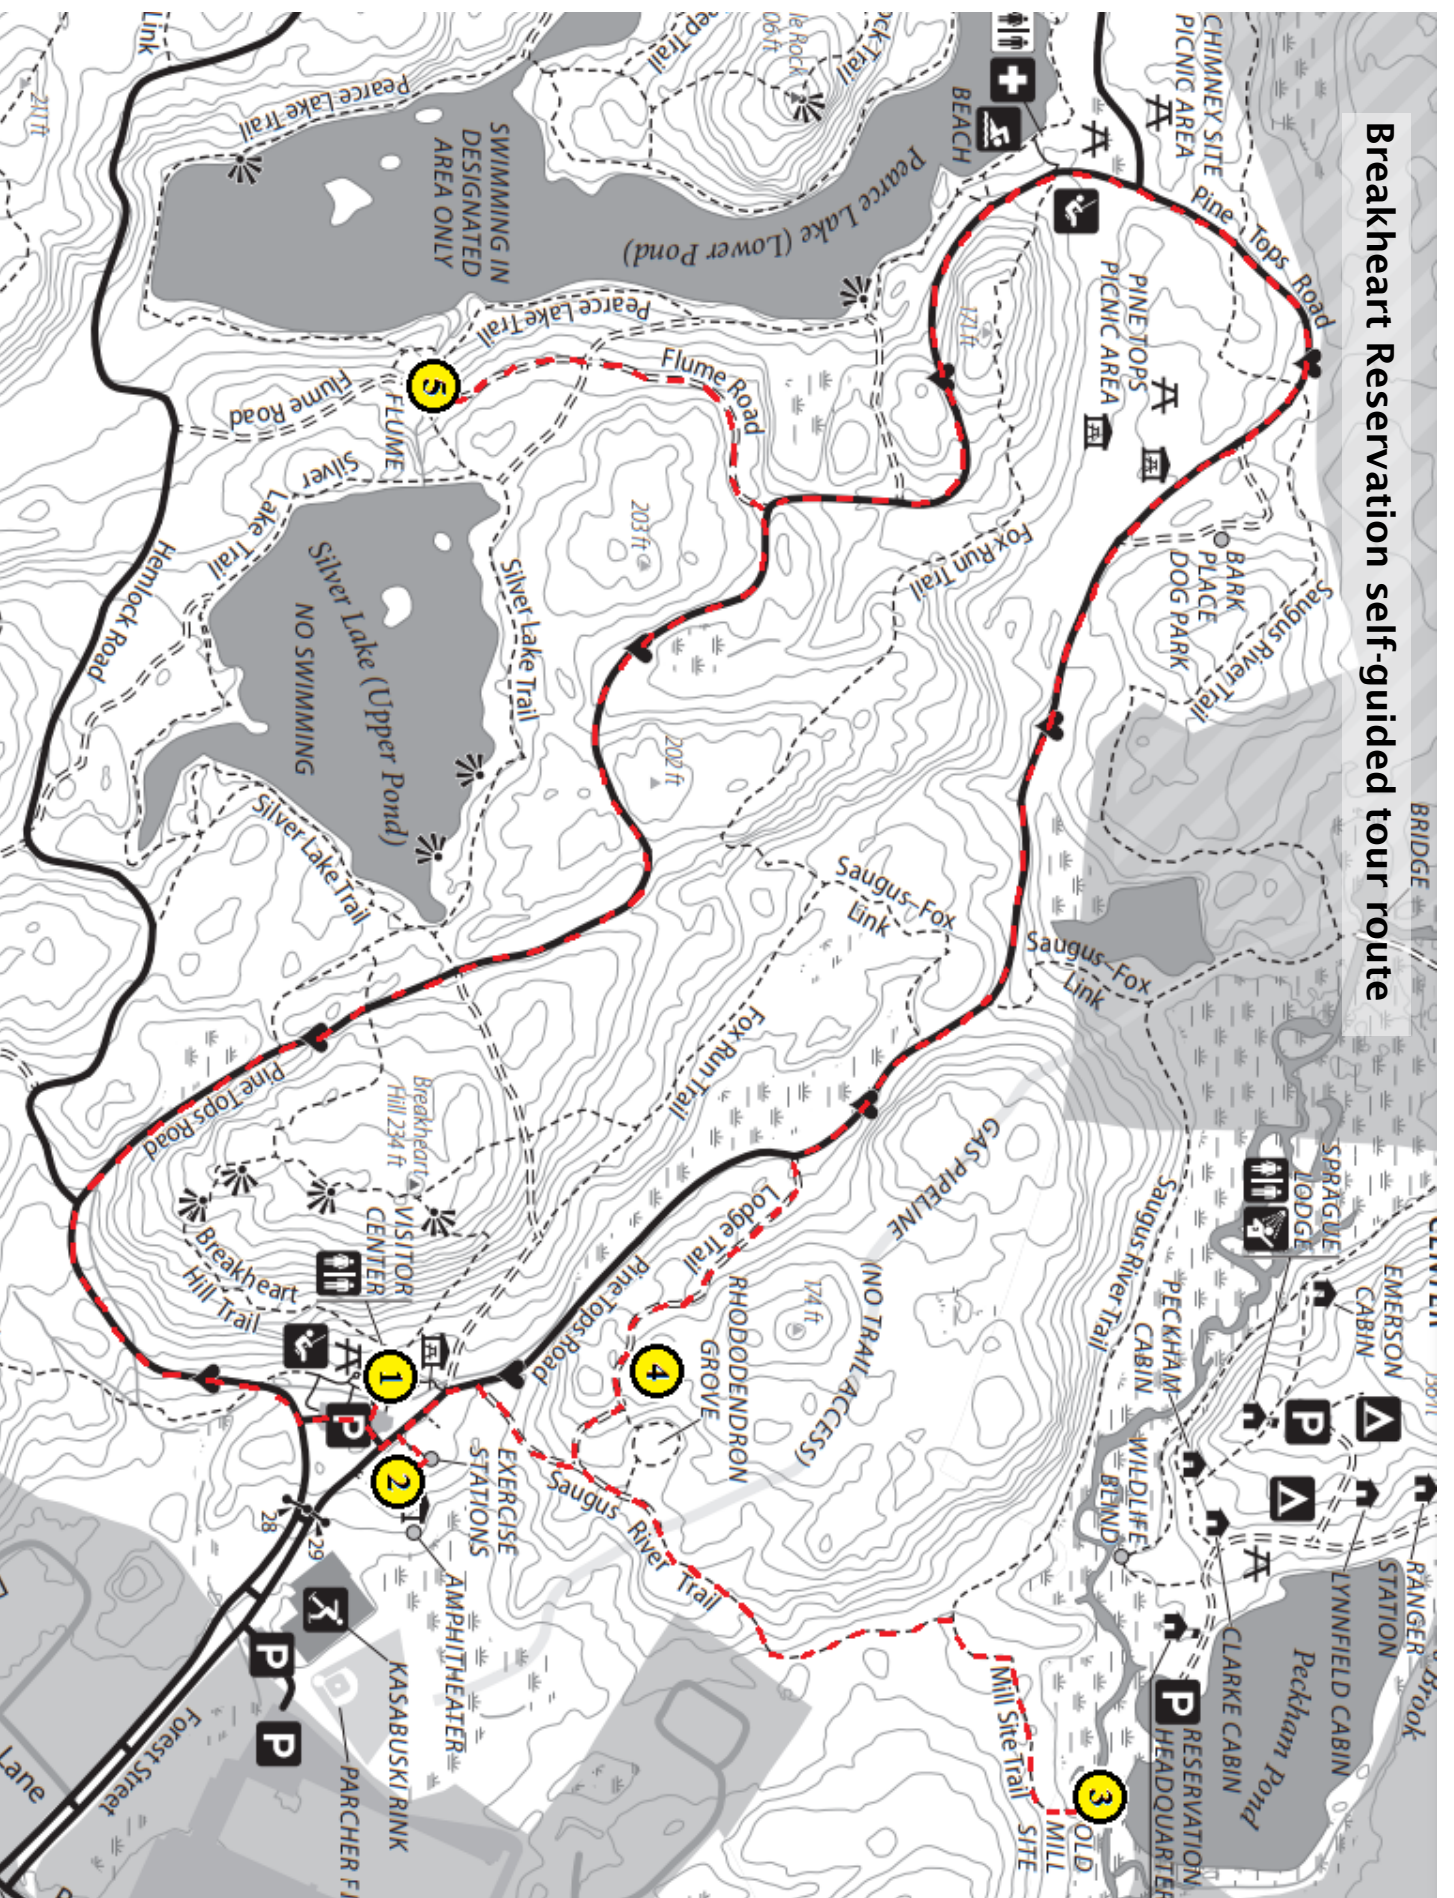 Breakheart Reservation self-guided tour route
CHIMNEY SITE
PICNIC AREA
BEACH
Link
Pearce Lake Trail
SWIMMING IN
DESIGNATED
AREA ONLY
Pearce Lake (Lower Pond)
Pearce Lake Trail
Pine Tops Road
PINE TOPS
PICNIC AREA
171 ft
211 ft
Flume Road
5
FLUME
Flume Road
Silver
Lake Trail
203 ft
Silver Lake Trail
Silver Lake (Upper Pond)
NO SWIMMING
Hemlock Road
Silver Lake Trail
202 ft
Fox Run Trail
BARK
PLACE
DOG PARK
Saugus River Trail
BRIDGE
Saugus–Fox
Link
Saugus–Fox
Link
Fox Run Trail
Pine Tops Road
Breakheart
Hill 234 ft
Breakheart
Hill Trail
VISITOR
CENTER
1
P
2
EXERCISE
STATIONS
AMPHITHEATER
Pine Tops Road
Lodge Trail
RHODODENDRON
GROVE
4
174 ft
GAS PIPELINE
(NO TRAIL ACCESS)
Saugus River Trail
Saugus River Trail
SPRAGUE
LODGE
EMERSON
CABIN
PECKHAM
CABIN
WILDLIFE
BEND
P
RANGER
STATION
LYNNFIELD CABIN
CLARKE CABIN
Peckham Pond
Brook
P
RESERVATION
HEADQUARTER
Mill Site Trail
3
OLD
MILL
SITE
28
29
KASABUSKI RINK
P
P
Forest Street
Lane